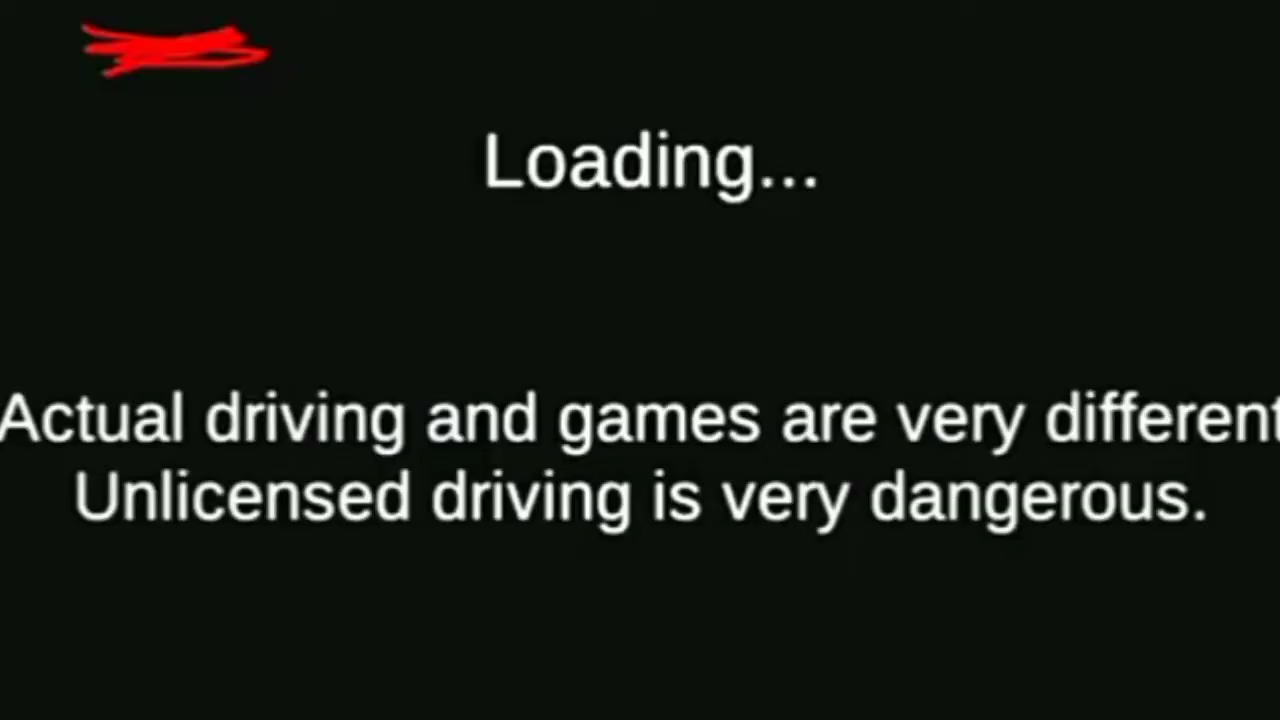 Loading...
Actual driving and games are very different
Unlicensed driving is very dangerous.